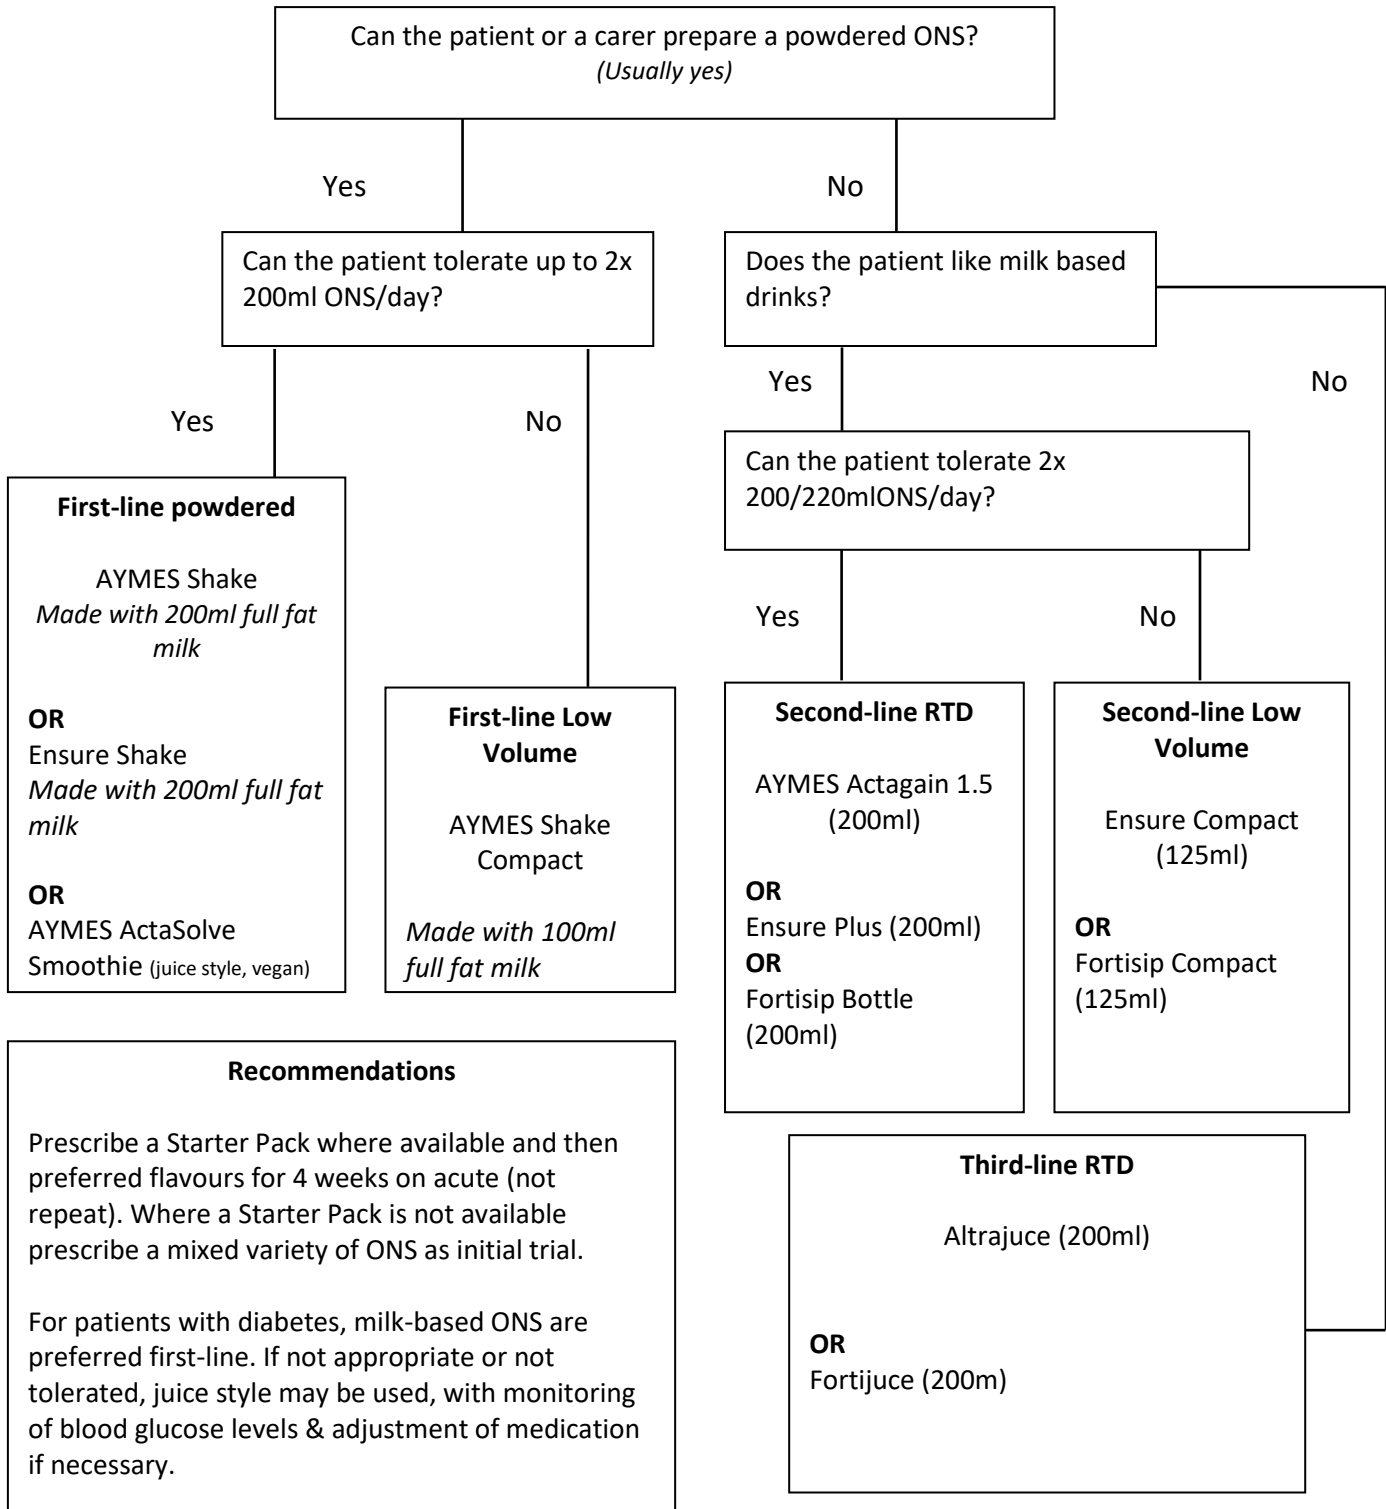 Can the patient or a carer prepare a powdered ONS?
(Usually yes)
Yes
No
Can the patient tolerate up to 2x
200ml ONS/day?
Does the patient like milk based
drinks?
Yes
No
Yes
No
Can the patient tolerate 2x
200/220mlONS/day?
Yes
No
First-line powdered
AYMES Shake
Made with 200ml full fat
milk
OR
Ensure Shake
Made with 200ml full fat
milk
OR
AYMES ActaSolve
Smoothie (juice style, vegan)
First-line Low
Volume
AYMES Shake
Compact
Made with 100ml
full fat milk
Second-line RTD
AYMES Actagain 1.5
(200ml)
OR
Ensure Plus (200ml)
OR
Fortisip Bottle
(200ml)
Second-line Low
Volume
Ensure Compact
(125ml)
OR
Fortisip Compact
(125ml)
Recommendations
Prescribe a Starter Pack where available and then
preferred flavours for 4 weeks on acute (not
repeat). Where a Starter Pack is not available
prescribe a mixed variety of ONS as initial trial.
For patients with diabetes, milk-based ONS are
preferred first-line. If not appropriate or not
tolerated, juice style may be used, with monitoring
of blood glucose levels & adjustment of medication
if necessary.
Third-line RTD
Altrajuce (200ml)
OR
Fortijuce (200m)